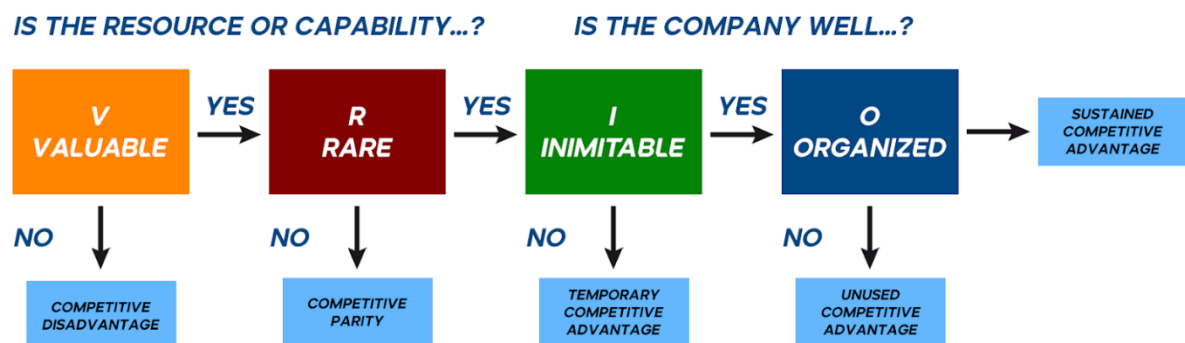 IS THE RESOURCE OR CAPABILITY...?
IS THE COMPANY WELL...?
V
VALUABLE
YES
R
RARE
YES
I
INIMITABLE
YES
O
ORGANIZED
SUSTAINED
COMPETITIVE
ADVANTAGE
NO
NO
NO
NO
COMPETITIVE
DISADVANTAGE
COMPETITIVE
PARITY
TEMPORARY
COMPETITIVE
ADVANTAGE
UNUSED
COMPETITIVE
ADVANTAGE